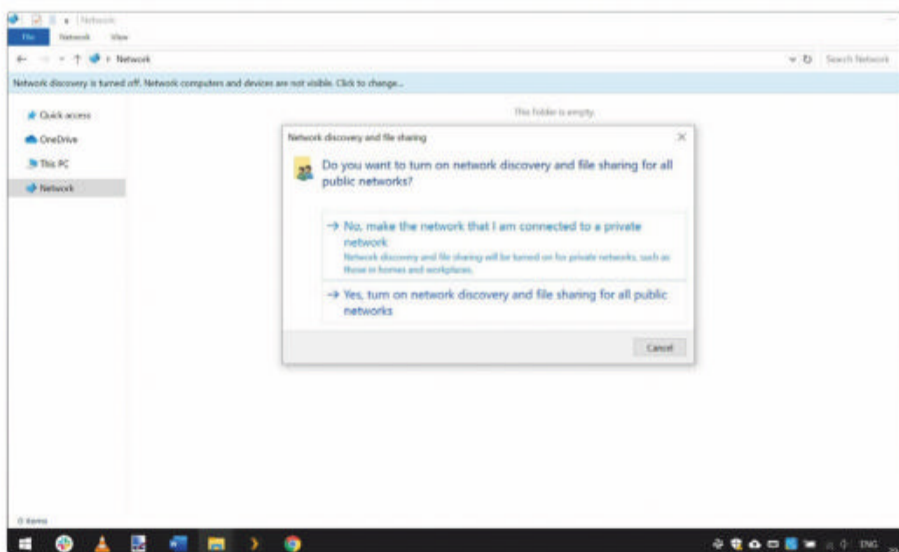 Network
File Network View
Network
Search Network
Network discovery is turned off. Network computers and devices are not visible. Click to change...
This folder is empty.
Quick access
OneDrive
This PC
Network
Network discovery and file sharing
Do you want to turn on network discovery and file sharing for all
public networks?
No, make the network that I am connected to a private
network
Network discovery and file sharing will be turned on for private networks, such as
those in homes and workplaces.
Yes, turn on network discovery and file sharing for all public
networks
Cancel
0 items
ENG